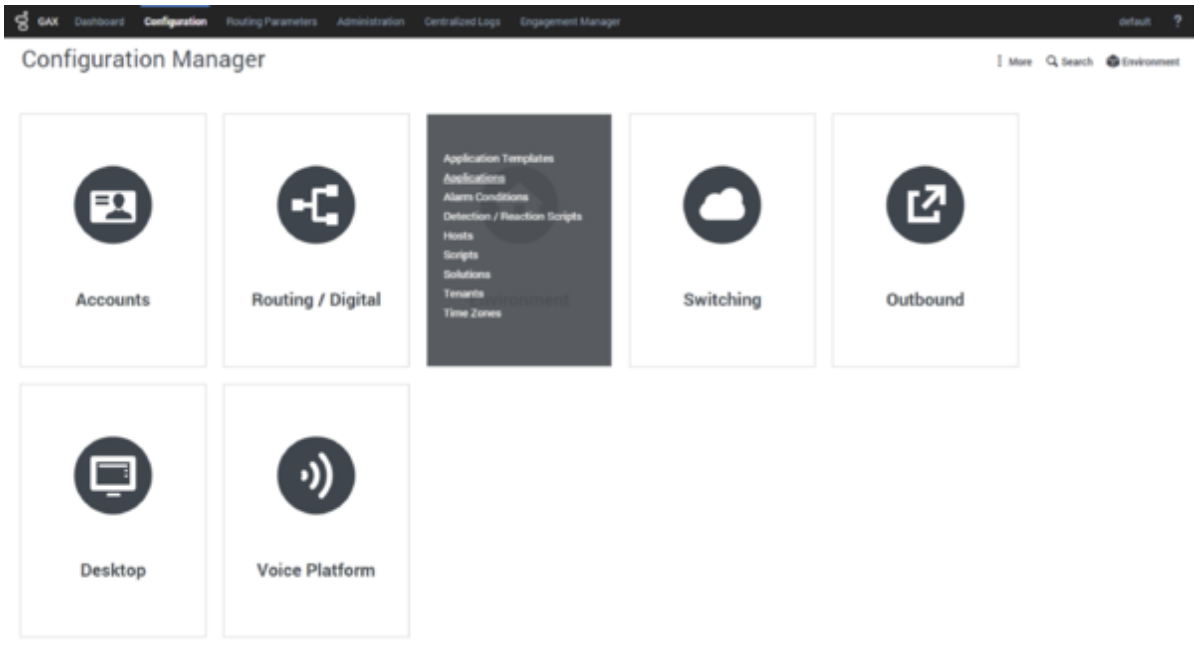 GAX Dashboard Configuration Routing Parameters Administration Centralized Logs Engagement Manager default ?
Configuration Manager
More Search Environment
Application Templates
Applications
Alarm Conditions
Detection / Reaction Scripts
Hosts
Scripts
Solutions
Tenants
Time Zones
Accounts Routing / Digital Environment Switching Outbound
Desktop Voice Platform